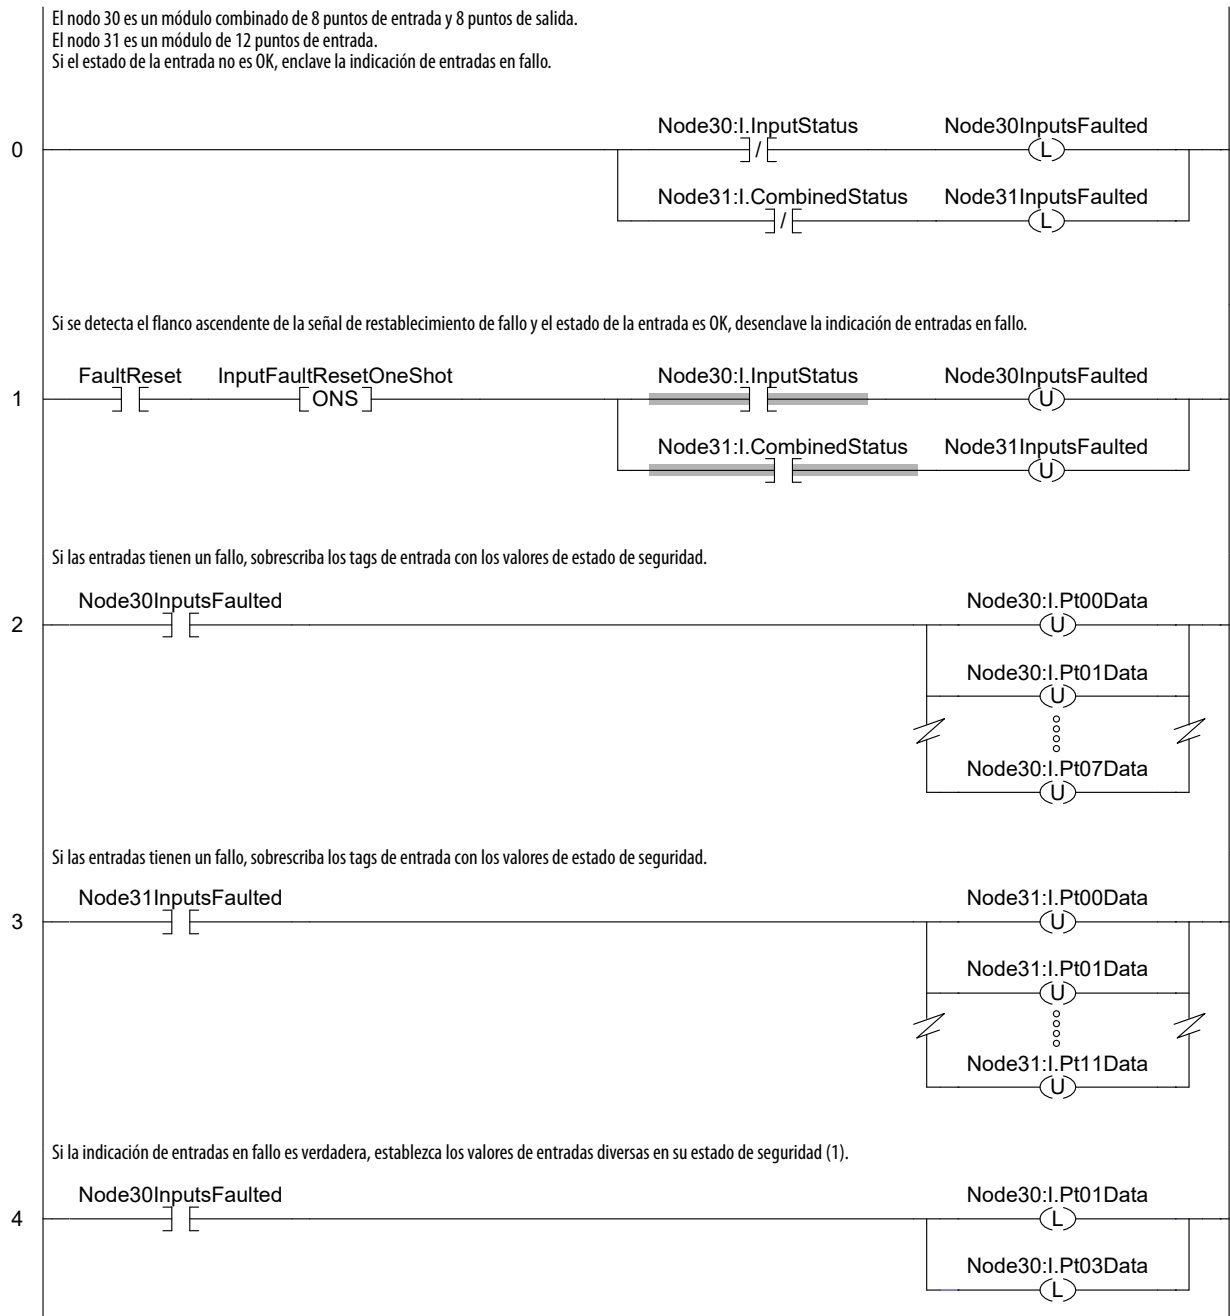 El nodo 30 es un módulo combinado de 8 puntos de entrada y 8 puntos de salida.
El nodo 31 es un módulo de 12 puntos de entrada.
Si el estado de la entrada no es OK, enclave la indicación de entradas en fallo.
Node30:I.InputStatus Node30InputsFaulted
0 / L
Node31:I.CombinedStatus Node31InputsFaulted
/ L
Si se detecta el flanco ascendente de la señal de restablecimiento de fallo y el estado de la entrada es OK, desenclave la indicación de entradas en fallo.
FaultReset InputFaultResetOneShot Node30:I.InputStatus Node30InputsFaulted
1 ONS U
Node31:I.CombinedStatus Node31InputsFaulted
U
Si las entradas tienen un fallo, sobrescriba los tags de entrada con los valores de estado de seguridad.
Node30InputsFaulted Node30:I.Pt00Data
2 U
Node30:I.Pt01Data
U
Node30:I.Pt07Data
U
Si las entradas tienen un fallo, sobrescriba los tags de entrada con los valores de estado de seguridad.
Node31InputsFaulted Node31:I.Pt00Data
3 U
Node31:I.Pt01Data
U
Node31:I.Pt11Data
U
Si la indicación de entradas en fallo es verdadera, establezca los valores de entradas diversas en su estado de seguridad (1).
Node30InputsFaulted Node30:I.Pt01Data
4 L
Node30:I.Pt03Data
L